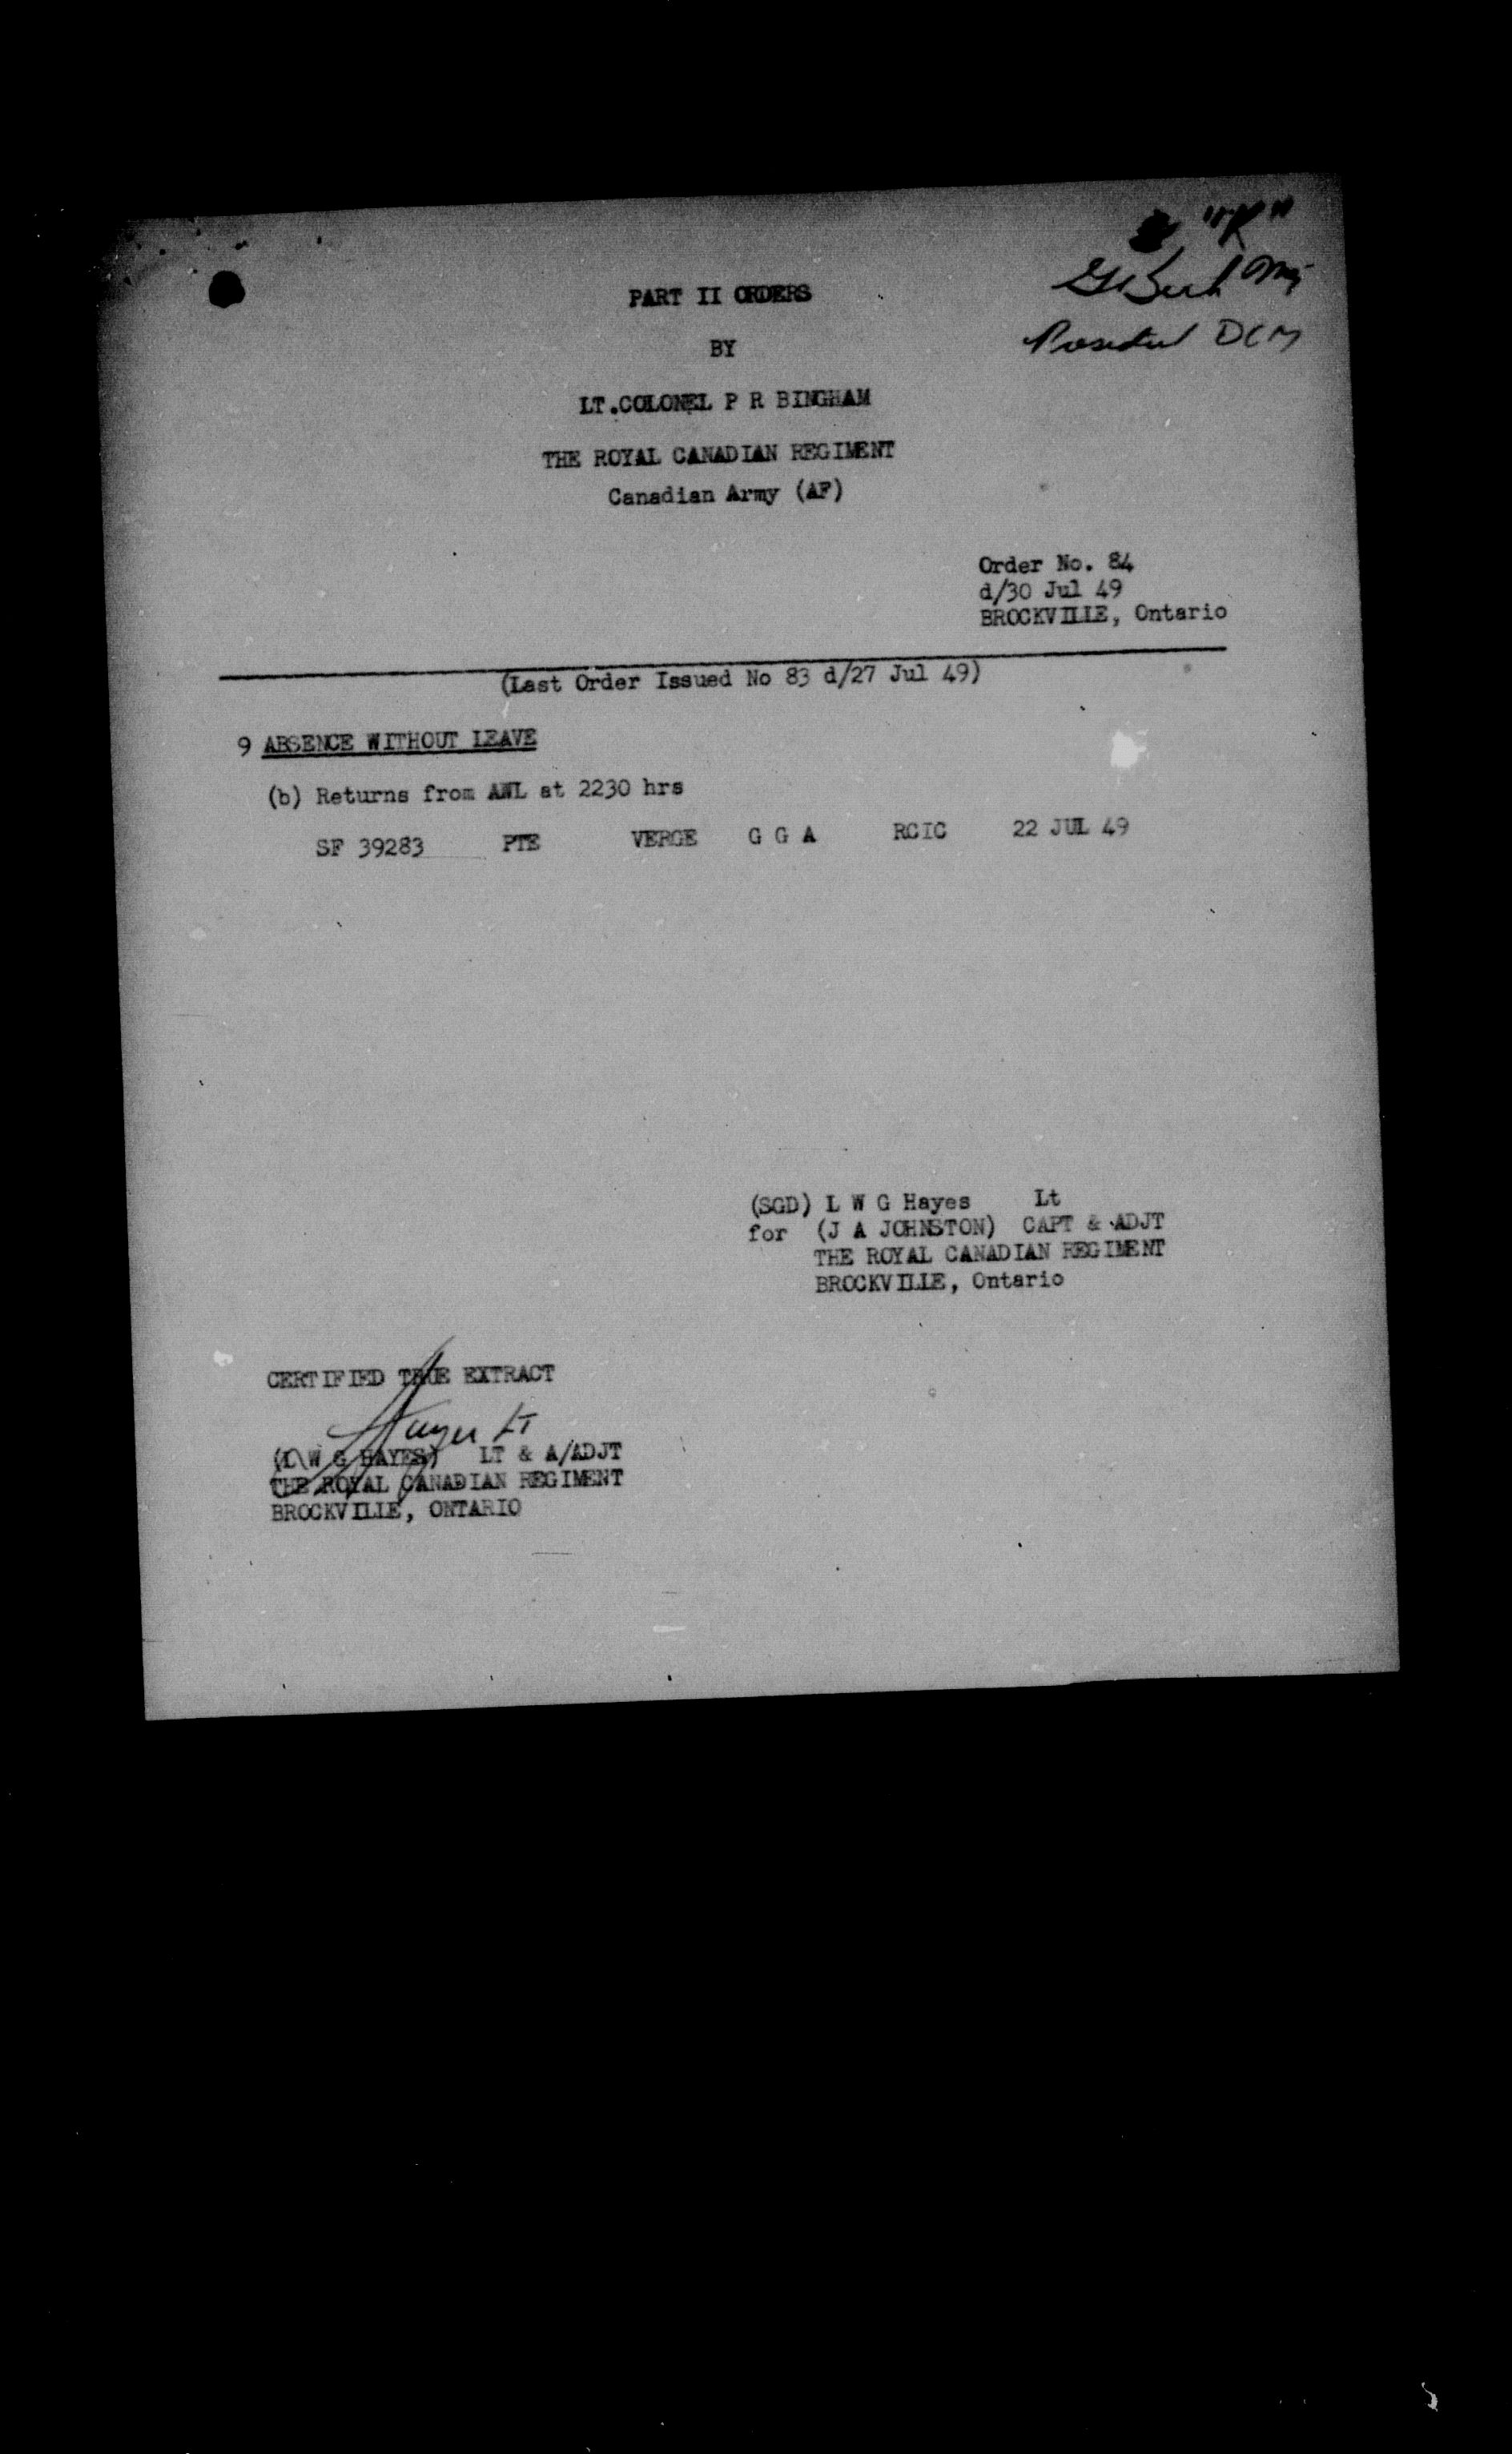 "R"
PART II ORDERS
BY
LT.COLONEL P R BINGHAM
THE ROYAL CANADIAN REGIMENT
Canadian Army (AF)
DCM
Order No. 84
d/30 Jul 49
BROCKVILLE, Ontario
(Last Order Issued No 83 d/27 Jul 49)
9 ABSENCE WITHOUT LEAVE
(b) Returns from AWL at 2230 hrs
SF 39283 PTE VERGE G G A RCIC 22 JUL 49
(SGD) L W G Hayes Lt
for (J A JOHNSTON) CAPT & ADJT
THE ROYAL CANADIAN REGIMENT
BROCKVILLE, Ontario
CERTIFIED TRUE EXTRACT
Hayes Lt
(L W G HAYES) LT & A/ADJT
THE ROYAL CANADIAN REGIMENT
BROCKVILLE, ONTARIO